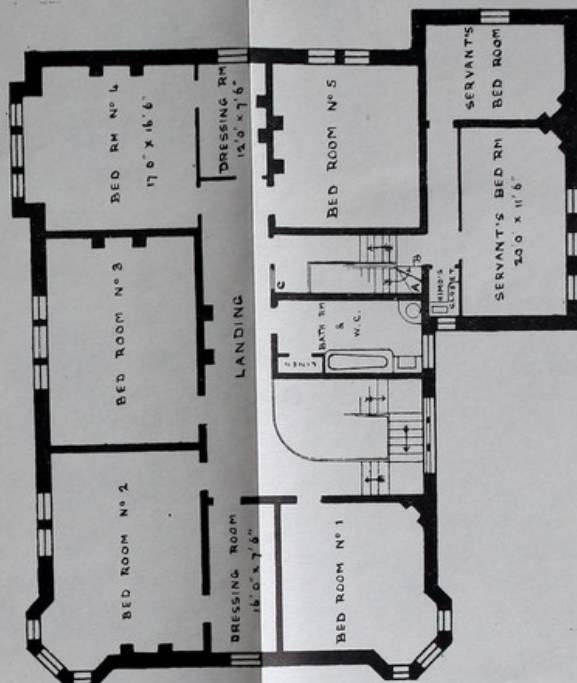 BED RM No 4
17.0" x 16'.6"
DRESSING RM
12'.0" x 7'.6"
BED ROOM No 5
SERVANT'S
BED ROOM
SERVANT'S BED RM
20'.0" x 11'.6"
BED ROOM No 3
LANDING
C
B
A
BATH RM
&
W.C.
LINEN
CLOSET
BED ROOM No 2
DRESSING ROOM
16'.0" x 7'.6"
BED ROOM No 1